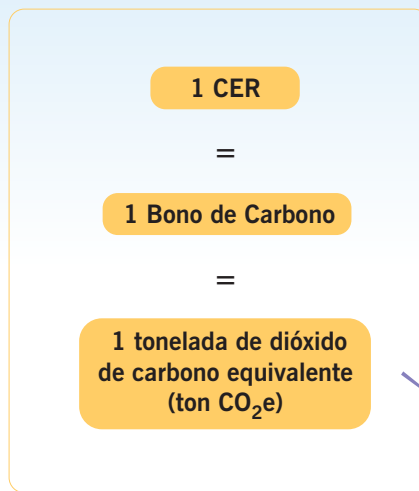 1 CER
=
1 Bono de Carbono
=
1 tonelada de dióxido
de carbono equivalente
(ton CO₂e)